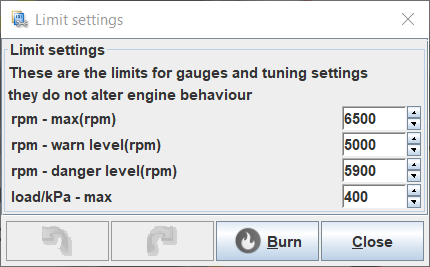 Limit settings
Limit settings
These are the limits for gauges and tuning settings
they do not alter engine behaviour
rpm - max(rpm) 6500
rpm - warn level(rpm) 5000
rpm - danger level(rpm) 5900
load/kPa - max 400
Burn Close